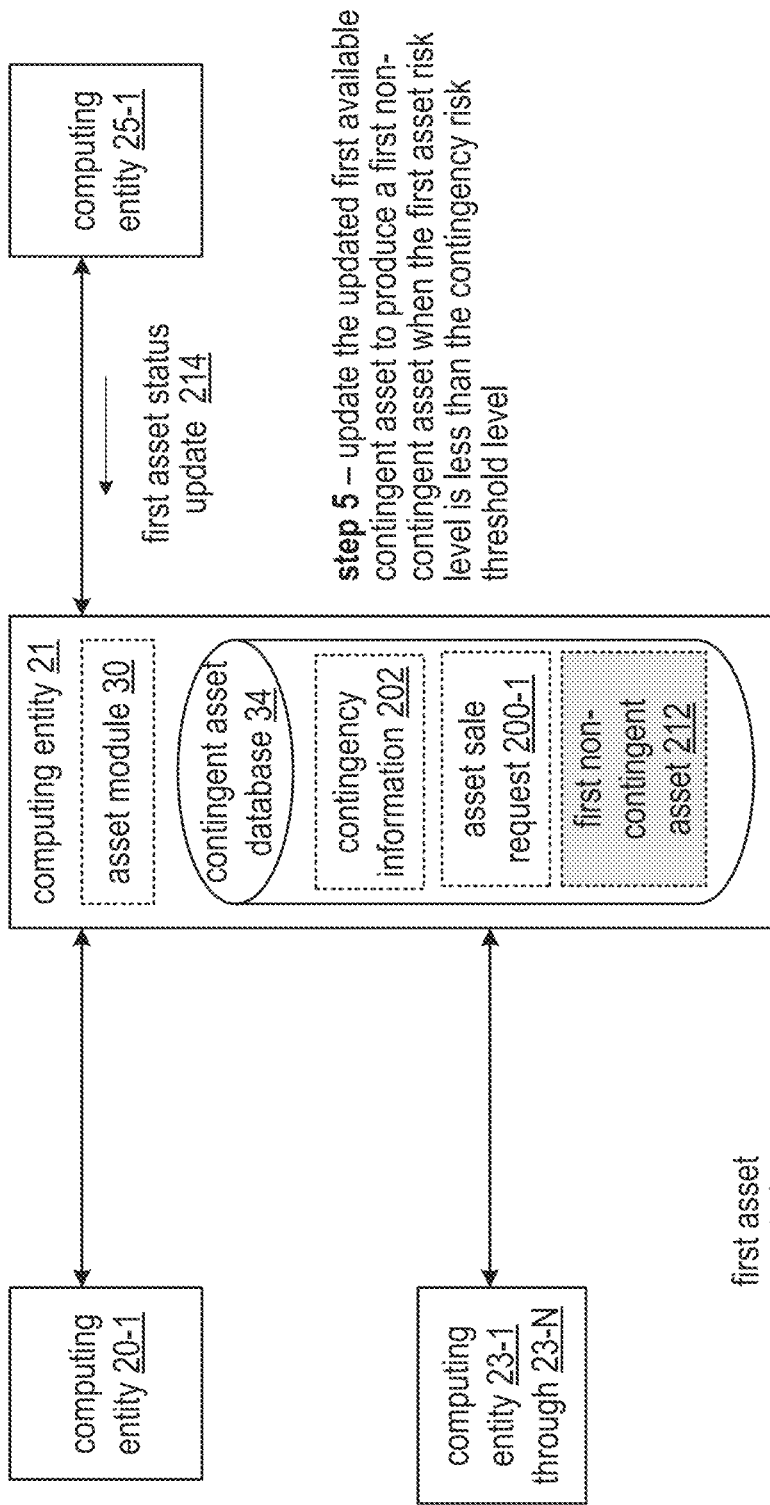 computing
entity 20-1
computing
entity 23-1
through 23-N
computing entity 21
asset module 30
contingent asset
database 34
contingency
information 202
asset sale
request 200-1
first non-
contingent
asset 212
computing
entity 25-1
first asset status
update 214
step 5 – update the updated first available
contingent asset to produce a first non-
contingent asset when the first asset risk
level is less than the contingency risk
threshold level
first asset